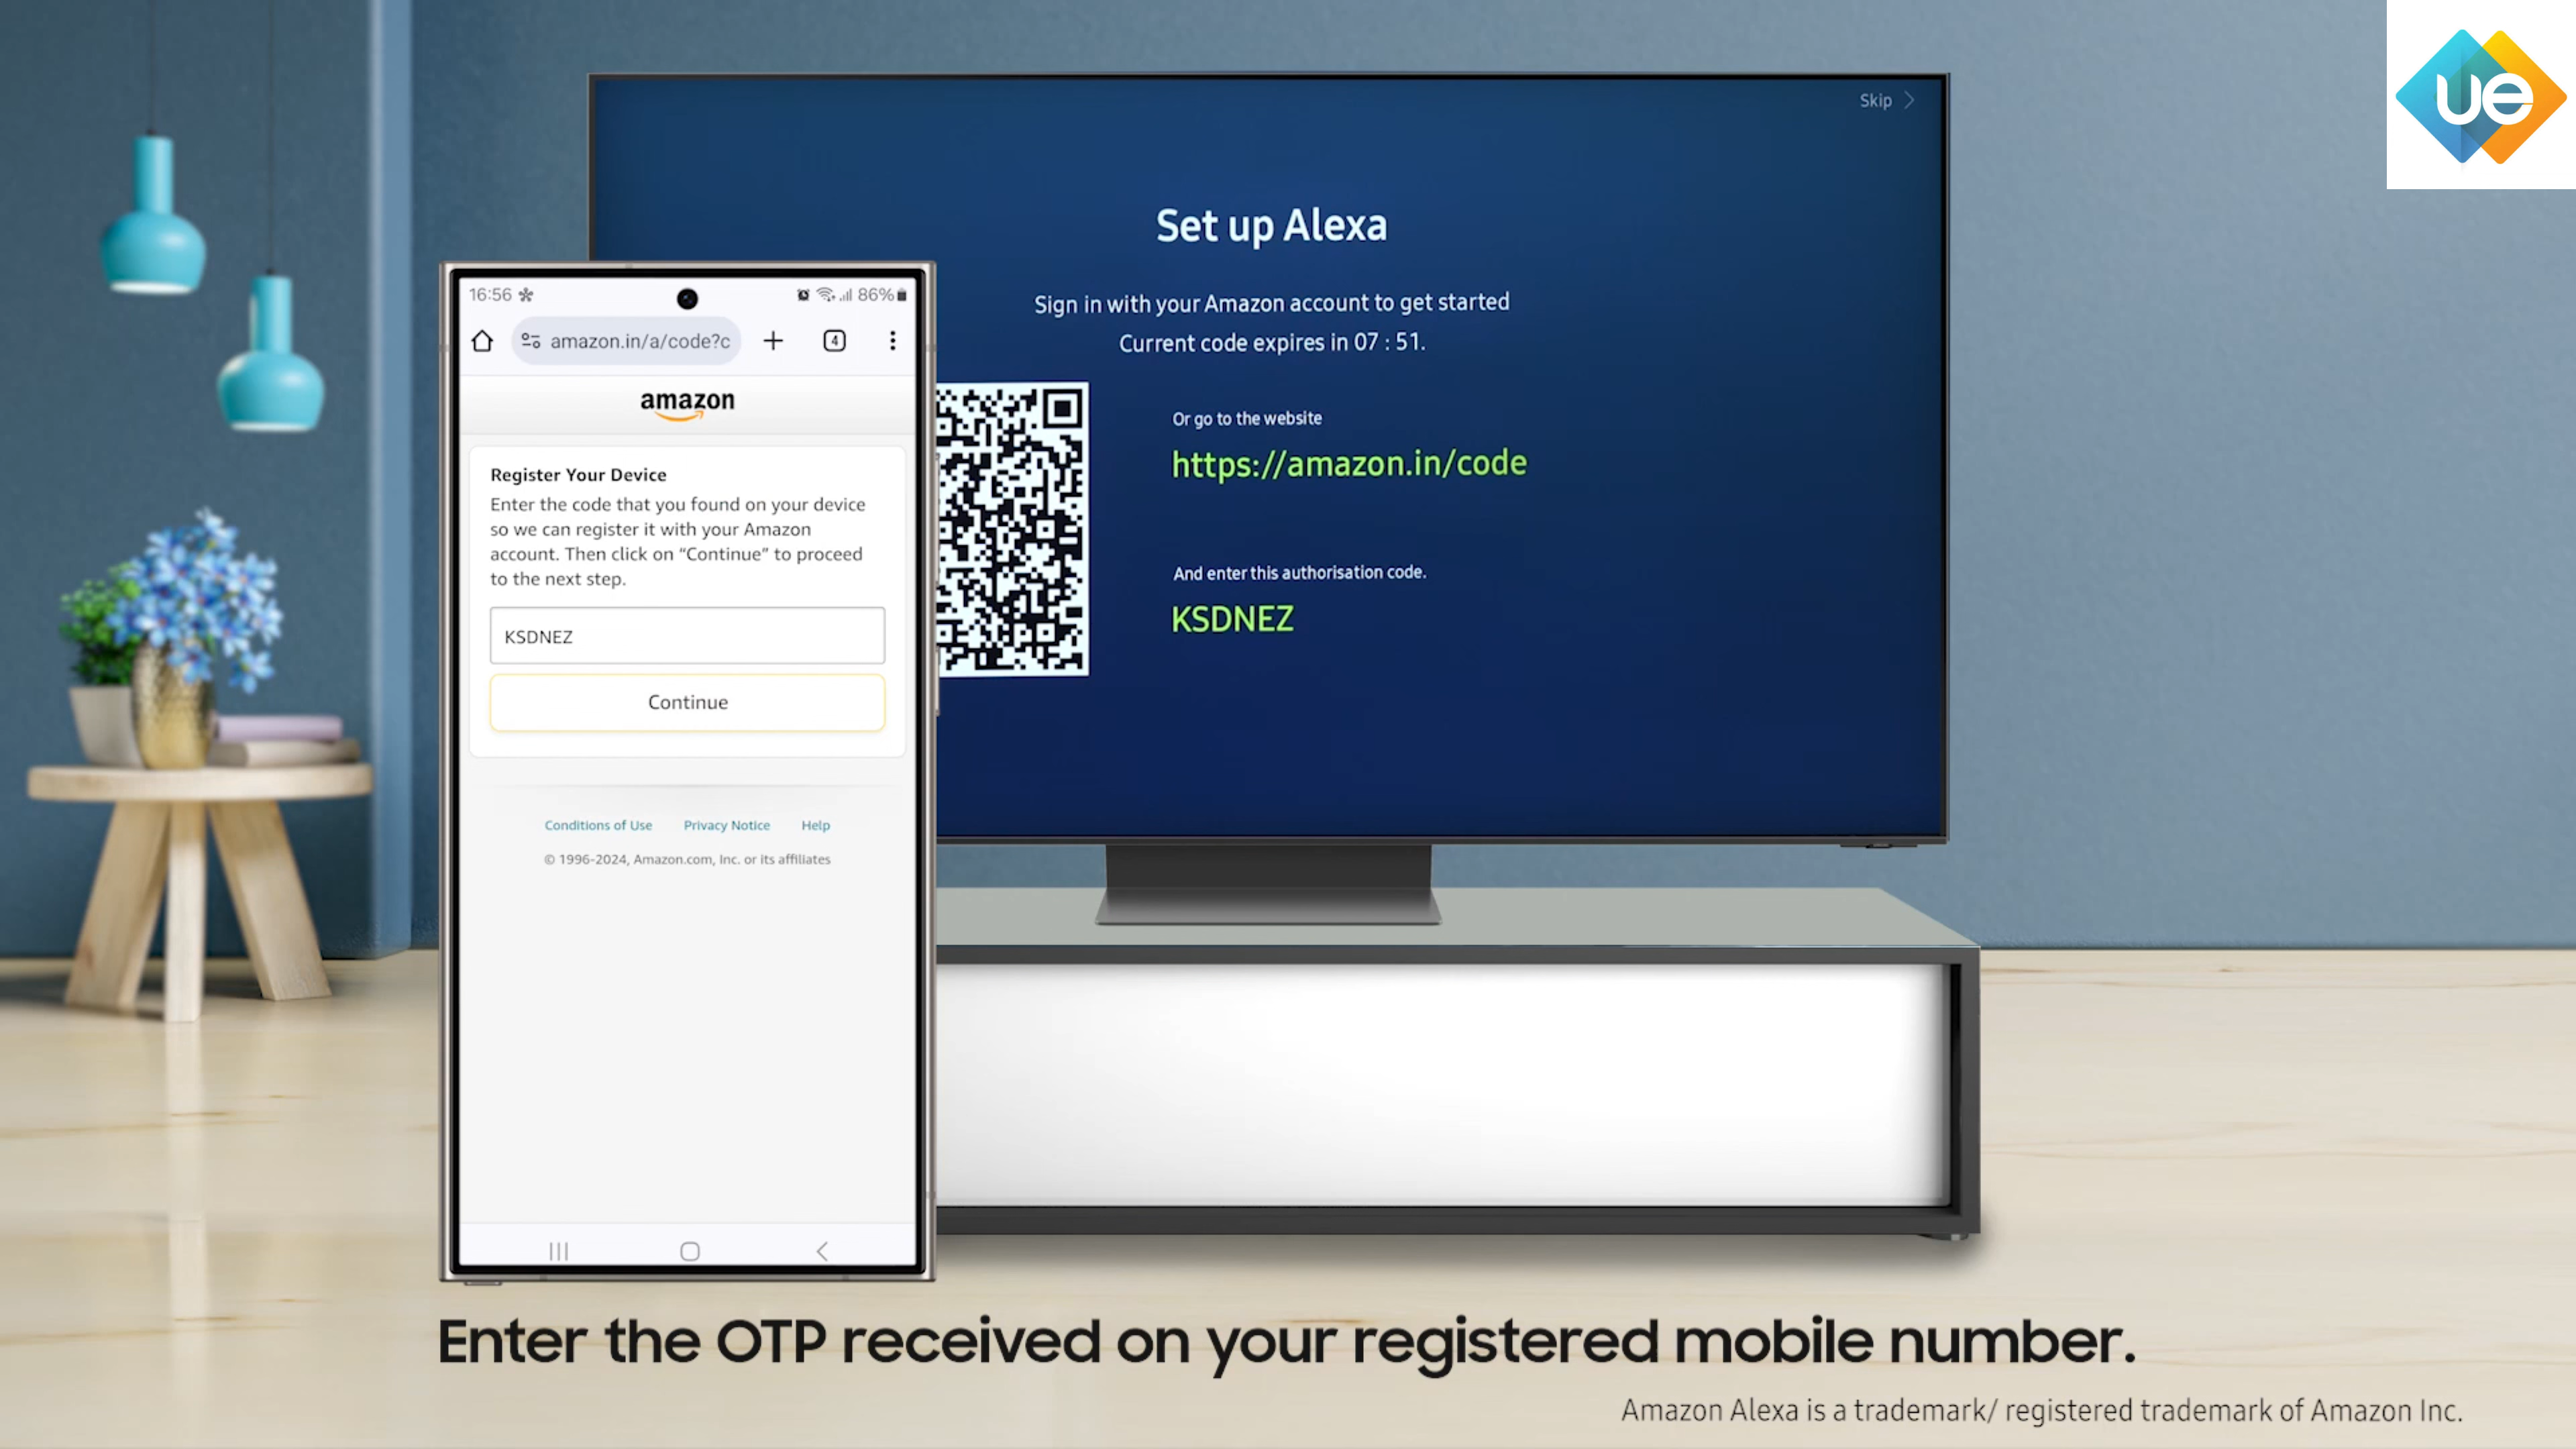 ue
Skip
Set up Alexa
Sign in with your Amazon account to get started
Current code expires in 07 : 51.
Or go to the website
https://amazon.in/code
And enter this authorisation code.
KSDNEZ
16:56
86%
amazon.in/a/code?c
4
amazon
Register Your Device
Enter the code that you found on your device
so we can register it with your Amazon
account. Then click on “Continue” to proceed
to the next step.
KSDNEZ
Continue
Conditions of Use Privacy Notice Help
© 1996-2024, Amazon.com, Inc. or its affiliates
Enter the OTP received on your registered mobile number.
Amazon Alexa is a trademark/ registered trademark of Amazon Inc.